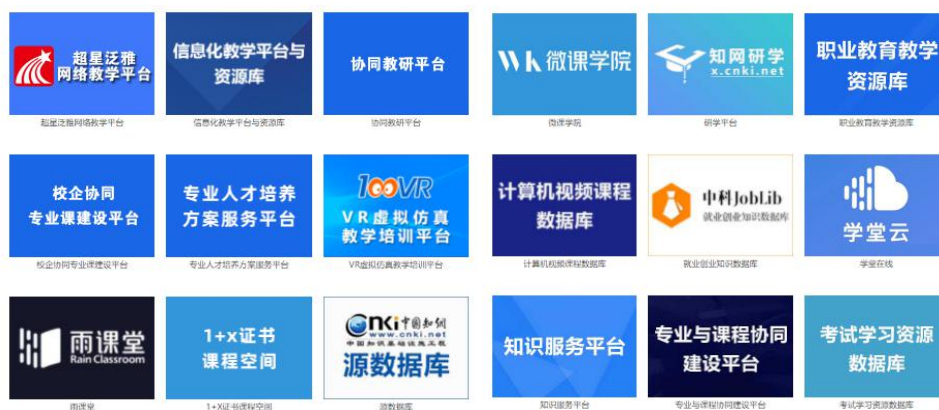 超星泛雅
网络教学平台
超星泛雅网络教学平台
信息化教学平台与
资源库
信息化教学平台与资源库
协同教研平台
协同教研平台
WK 微课学院
微课学院
知网研学
x.cnki.net
研学平台
职业教育教学
资源库
职业教育教学资源库
校企协同
专业课建设平台
校企协同专业课建设平台
专业人才培养
方案服务平台
专业人才培养方案服务平台
100VR
VR虚拟仿真
教学培训平台
VR虚拟仿真教学培训平台
计算机视频课程
数据库
计算机视频课程数据库
中科JobLib
就业创业知识数据库
就业创业知识数据库
学堂云
学堂在线
雨课堂
Rain Classroom
雨课堂
1+x证书
课程空间
1+X证书课程空间
CNKI中国知网
www.cnki.net
中国知识基础设施工程
源数据库
源数据库
知识服务平台
知识服务平台
专业与课程协同
建设平台
专业与课程协同建设平台
考试学习资源
数据库
考试学习资源数据库